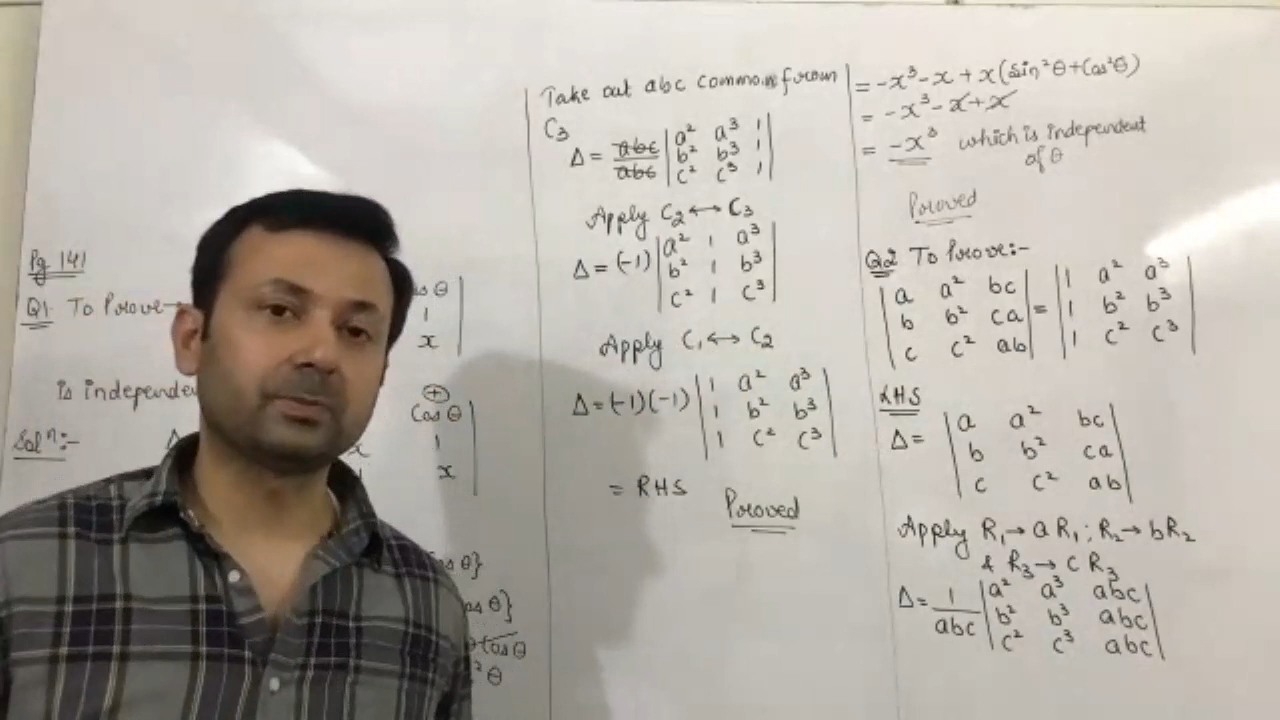 Pg 141
Q1. To Prove
os θ
1
x
is independe
Solⁿ:-
Δ
⊕
Cos θ
1
x
x
os θ}
os θ}
cos θ
² θ
Take out abc common from
C₃
Δ = abc/abc | a² a³ 1 |
| b² b³ 1 |
| c² c³ 1 |
Apply C₂ ↔ C₃
Δ = (-1) | a² 1 a³ |
| b² 1 b³ |
| c² 1 c³ |
Apply C₁ ↔ C₂
Δ = (-1)(-1) | 1 a² a³ |
| 1 b² b³ |
| 1 c² c³ |
= RHS Proved
= -x³ - x + x(Sin²θ + Cos²θ)
= -x³ - x + x
= -x³ which is independent
of θ
Proved
Q2 To Prove:-
| a a² bc | = | 1 a² a³ |
| b b² ca | | 1 b² b³ |
| c c² ab | | 1 c² c³ |
LHS
Δ = | a a² bc |
| b b² ca |
| c c² ab |
Apply R₁ → aR₁ ; R₂ → bR₂
& R₃ → cR₃
Δ = 1/abc | a² a³ abc |
| b² b³ abc |
| c² c³ abc |